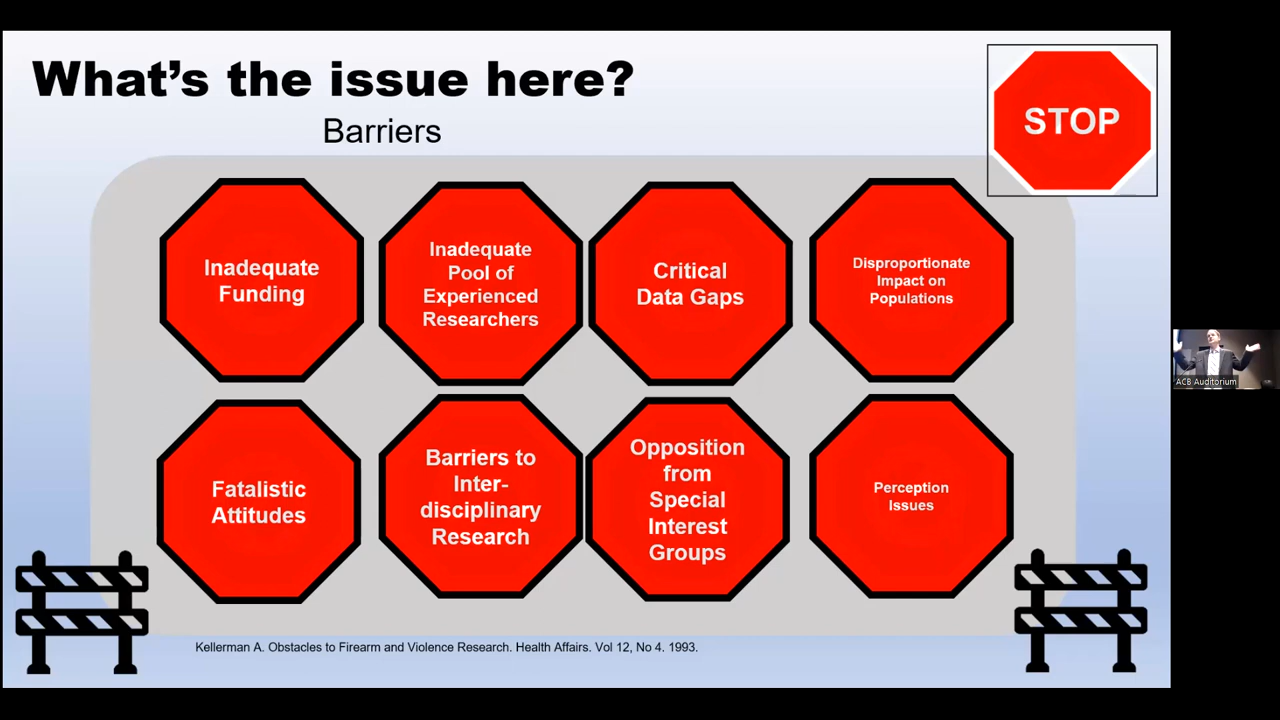 What's the issue here?
Barriers
STOP
Inadequate
Funding
Inadequate
Pool of
Experienced
Researchers
Critical
Data Gaps
Disproportionate
Impact on
Populations
Fatalistic
Attitudes
Barriers to
Inter-
disciplinary
Research
Opposition
from
Special
Interest
Groups
Perception
Issues
Kellerman A. Obstacles to Firearm and Violence Research. Health Affairs. Vol 12, No 4. 1993.
ACB Auditorium